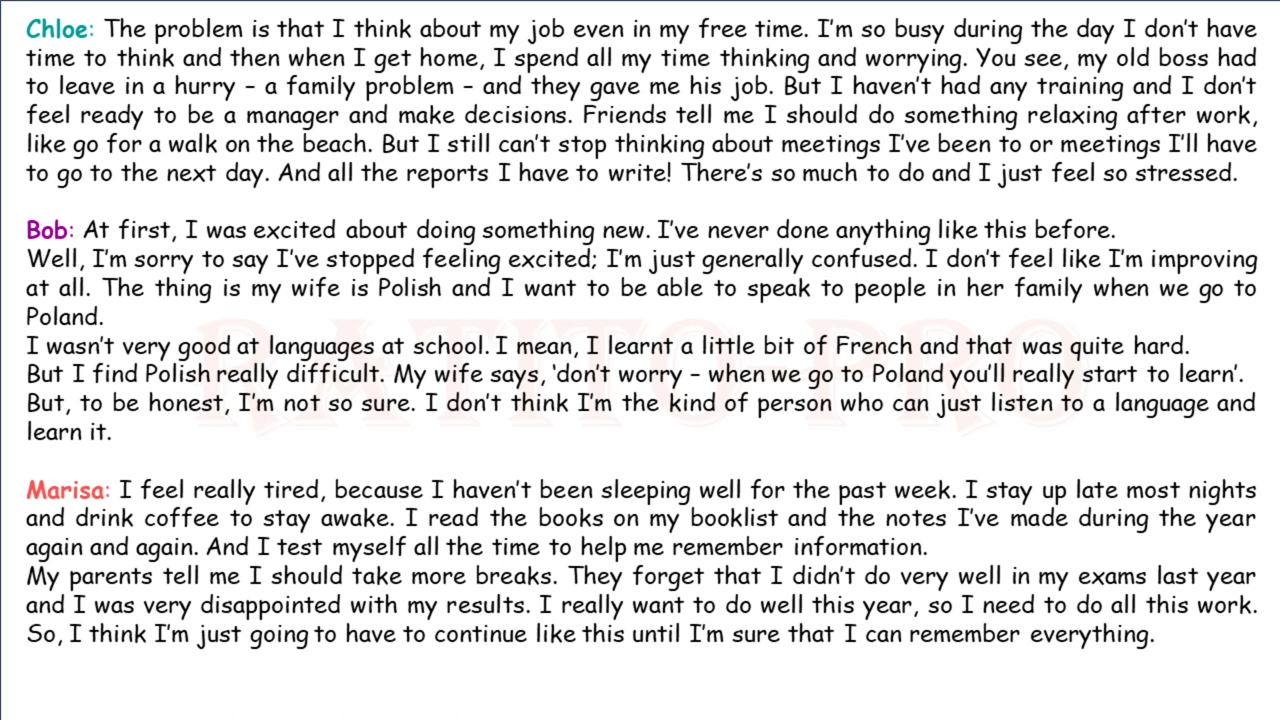 Chloe: The problem is that I think about my job even in my free time. I’m so busy during the day I don’t have
time to think and then when I get home, I spend all my time thinking and worrying. You see, my old boss had
to leave in a hurry – a family problem – and they gave me his job. But I haven’t had any training and I don’t
feel ready to be a manager and make decisions. Friends tell me I should do something relaxing after work,
like go for a walk on the beach. But I still can’t stop thinking about meetings I’ve been to or meetings I’ll have
to go to the next day. And all the reports I have to write! There’s so much to do and I just feel so stressed.
Bob: At first, I was excited about doing something new. I’ve never done anything like this before.
Well, I’m sorry to say I’ve stopped feeling excited; I’m just generally confused. I don’t feel like I’m improving
at all. The thing is my wife is Polish and I want to be able to speak to people in her family when we go to
Poland.
I wasn’t very good at languages at school. I mean, I learnt a little bit of French and that was quite hard.
But I find Polish really difficult. My wife says, ‘don’t worry – when we go to Poland you’ll really start to learn’.
But, to be honest, I’m not so sure. I don’t think I’m the kind of person who can just listen to a language and
learn it.
RATITO PRO
Marisa: I feel really tired, because I haven’t been sleeping well for the past week. I stay up late most nights
and drink coffee to stay awake. I read the books on my booklist and the notes I’ve made during the year
again and again. And I test myself all the time to help me remember information.
My parents tell me I should take more breaks. They forget that I didn’t do very well in my exams last year
and I was very disappointed with my results. I really want to do well this year, so I need to do all this work.
So, I think I’m just going to have to continue like this until I’m sure that I can remember everything.